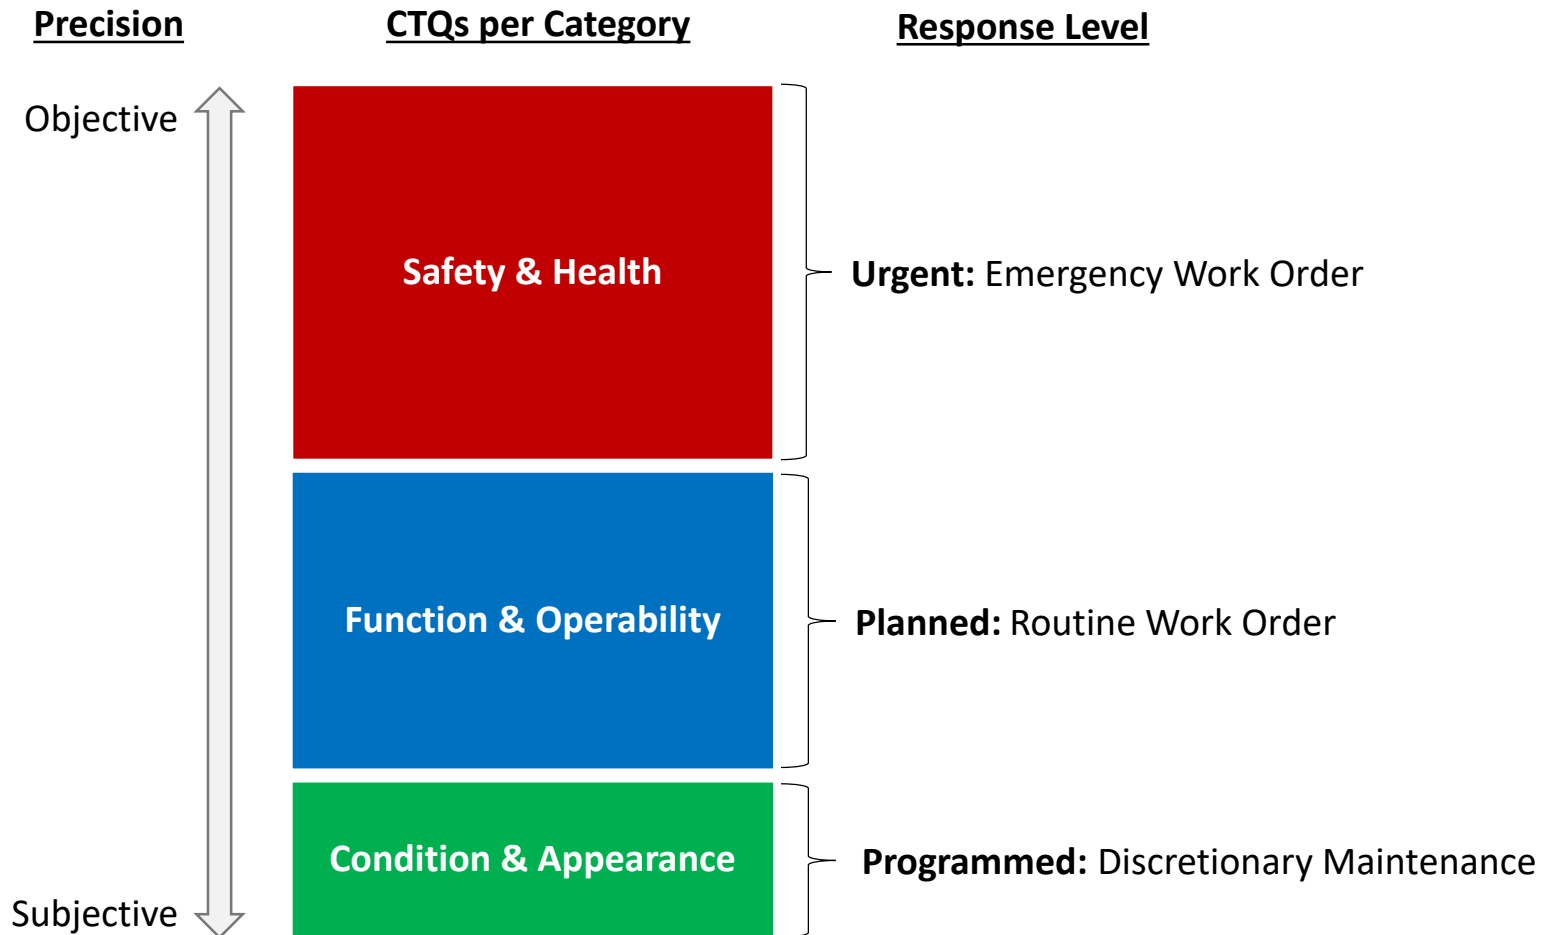 Precision
CTQs per Category
Response Level
Objective
Safety & Health
Urgent: Emergency Work Order
Function & Operability
Planned: Routine Work Order
Condition & Appearance
Programmed: Discretionary Maintenance
Subjective